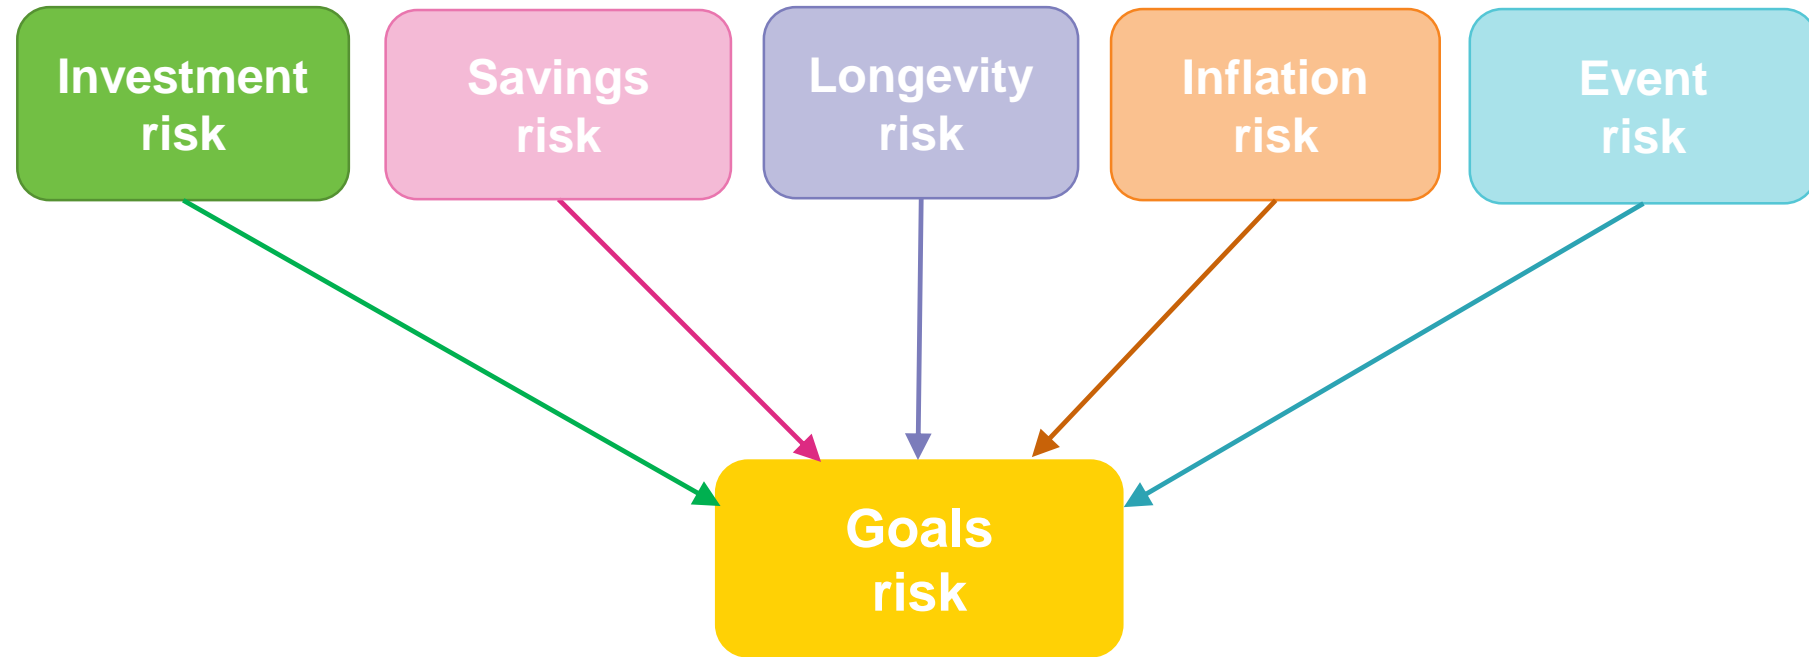 Investment
risk
Savings
risk
Longevity
risk
Inflation
risk
Event
risk
Goals
risk